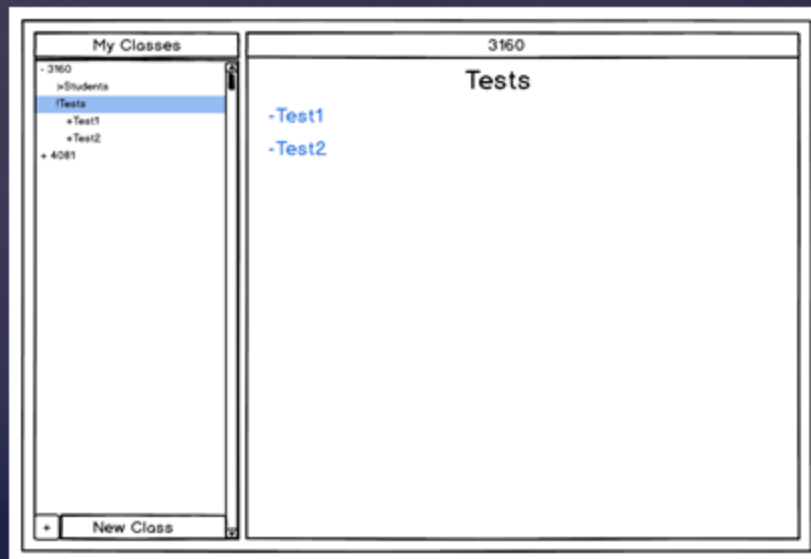 My Classes
- 3160
>Students
!Tests
+Test1
+Test2
+ 4081
+ New Class
3160
Tests
-Test1
-Test2